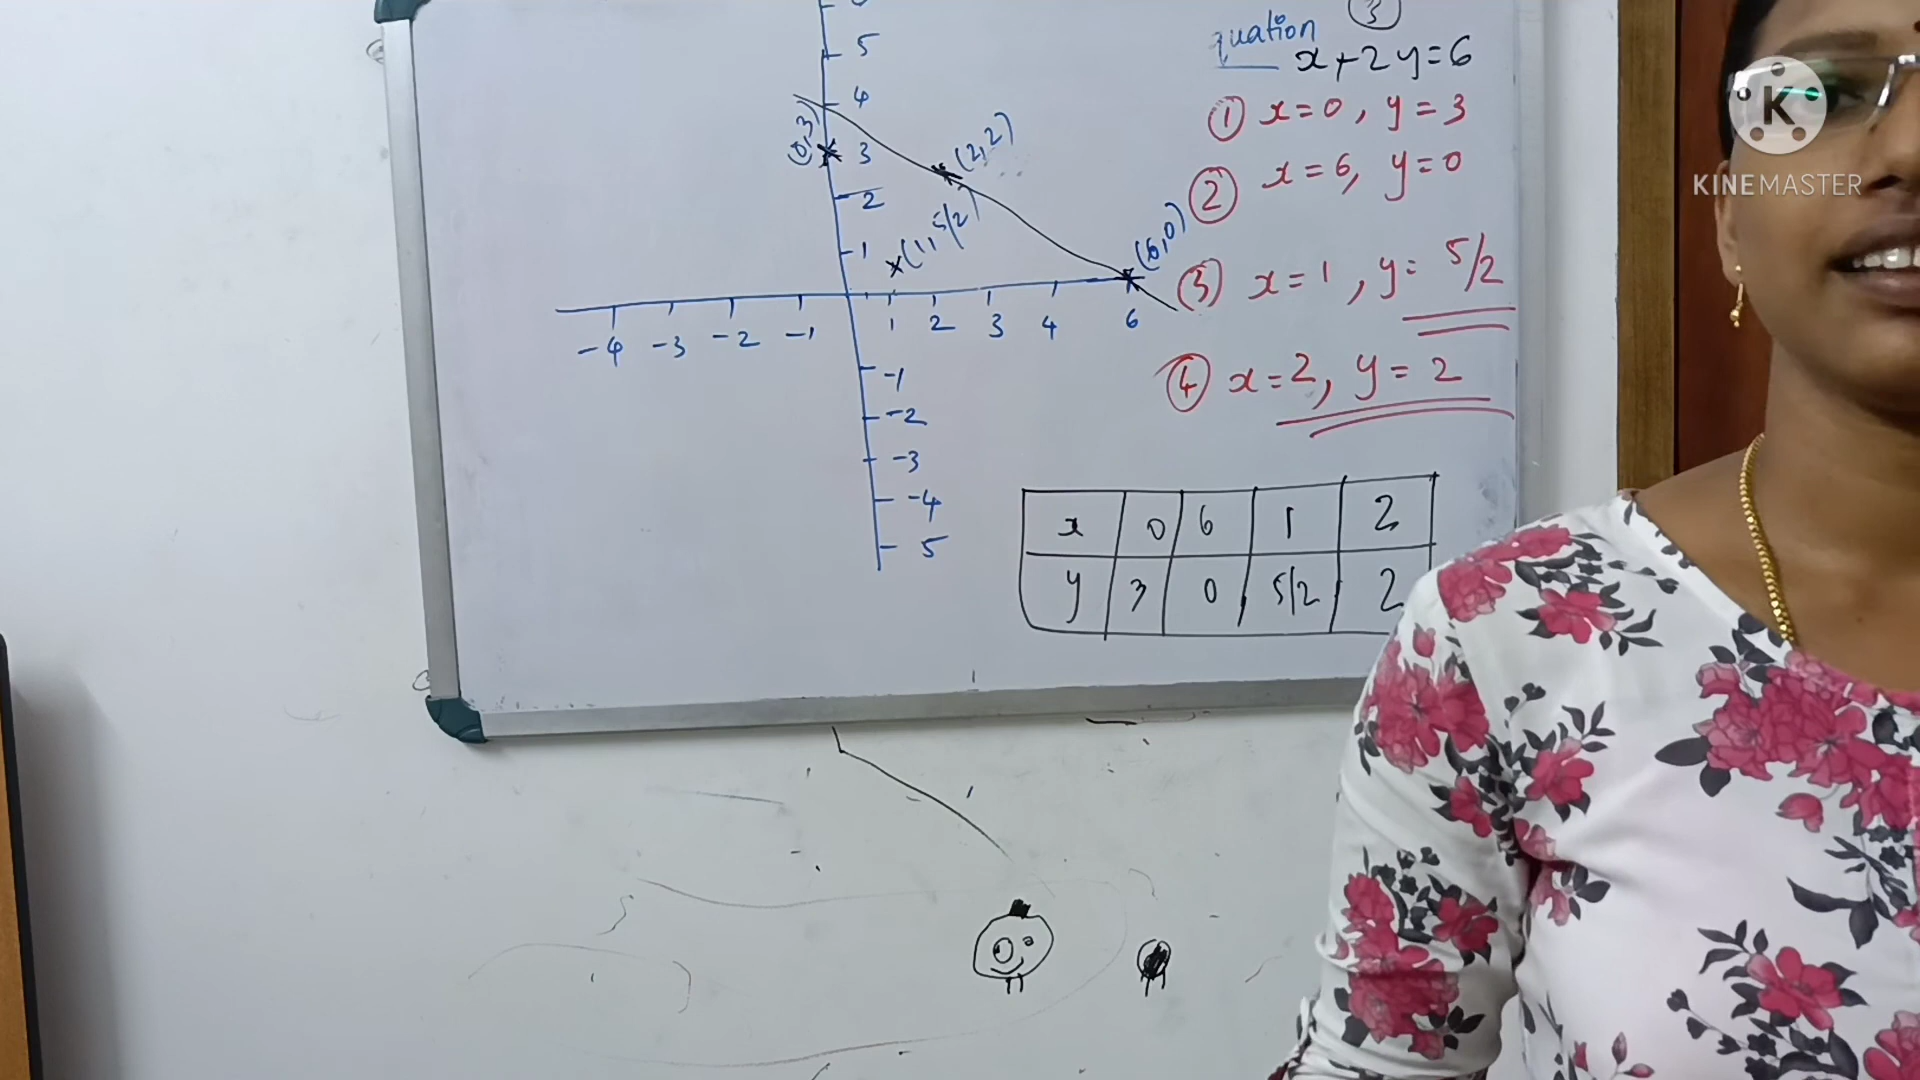 3
quation
x+2y=6
① x=0, y=3
② x=6, y=0
③ x=1, y=5/2
④ x=2, y=2
5
4
3
2
1
(0,3)
(2,2)
(1,5/2)
(6,0)
-4 -3 -2 -1 1 2 3 4 6
-1
-2
-3
-4
5
x 0 6 1 2
y 3 0 5/2 2
K
KINEMASTER